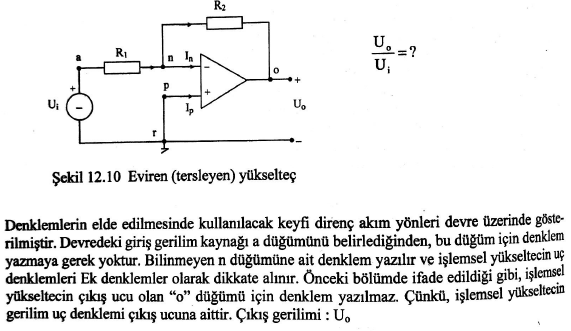 R₂
a
R₁
n
Iₙ
−
o
+
Uᵢ
+
−
p
+
Iₚ
Uₒ
r
−
Uₒ/Uᵢ=?
Şekil 12.10 Eviren (tersleyen) yükselteç
Denklemlerin elde edilmesinde kullanılacak keyfi direnç akım yönleri devre üzerinde göste-
rilmiştir. Devredeki giriş gerilim kaynağı a düğümünü belirlediğinden, bu düğüm için denklem
yazmaya gerek yoktur. Bilinmeyen n düğümüne ait denklem yazılır ve işlemsel yükseltecin uç
denklemleri Ek denklemler olarak dikkate alınır. Önceki bölümde ifade edildiği gibi, işlemsel
yükseltecin çıkış ucu olan “o” düğümü için denklem yazılmaz. Çünkü, işlemsel yükseltecin
gerilim uç denklemi çıkış ucuna aittir. Çıkış gerilimi : Uₒ